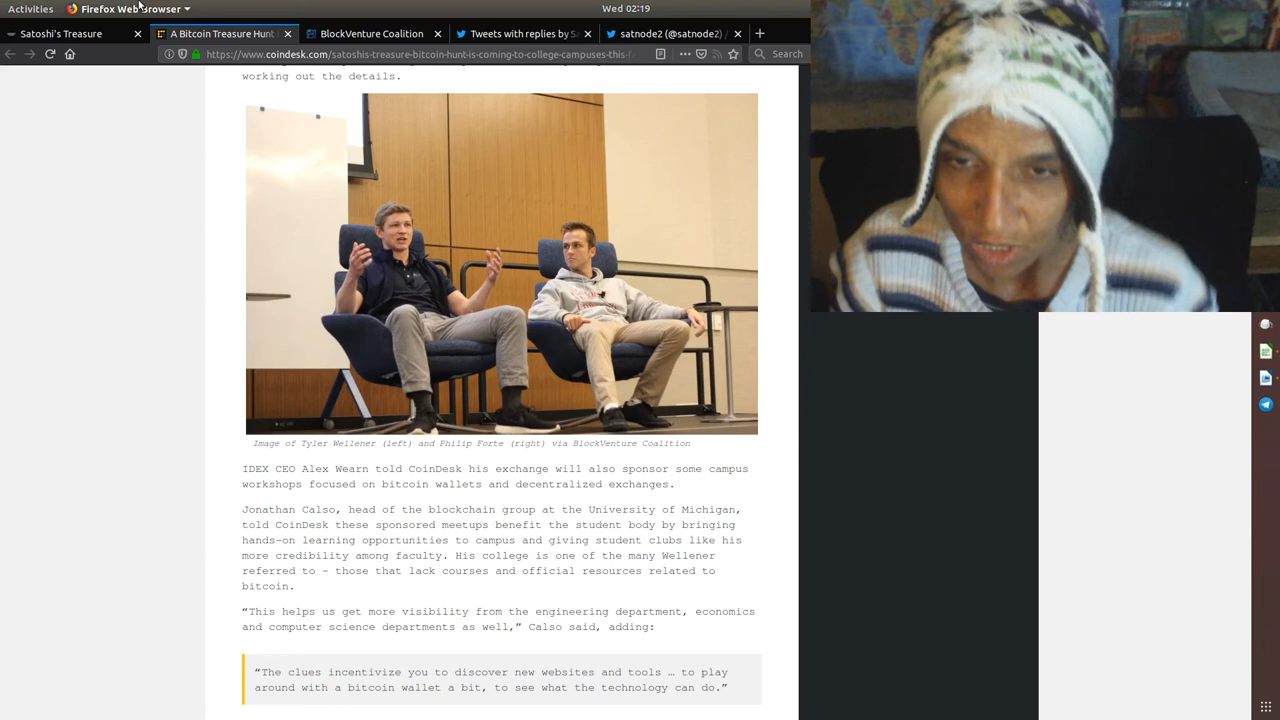 Activities Firefox Web Browser Wed 02:19
Satoshi's Treasure A Bitcoin Treasure Hunt BlockVenture Coalition Tweets with replies by Sa satnode2 (@satnode2) /
https://www.coindesk.com/satoshis-treasure-bitcoin-hunt-is-coming-to-college-campuses-this-f Search
working out the details.
Image of Tyler Wellener (left) and Philip Forte (right) via BlockVenture Coalition
IDEX CEO Alex Wearn told CoinDesk his exchange will also sponsor some campus
workshops focused on bitcoin wallets and decentralized exchanges.
Jonathan Calso, head of the blockchain group at the University of Michigan,
told CoinDesk these sponsored meetups benefit the student body by bringing
hands-on learning opportunities to campus and giving student clubs like his
more credibility among faculty. His college is one of the many Wellener
referred to – those that lack courses and official resources related to
bitcoin.
“This helps us get more visibility from the engineering department, economics
and computer science departments as well,” Calso said, adding:
“The clues incentivize you to discover new websites and tools … to play
around with a bitcoin wallet a bit, to see what the technology can do.”